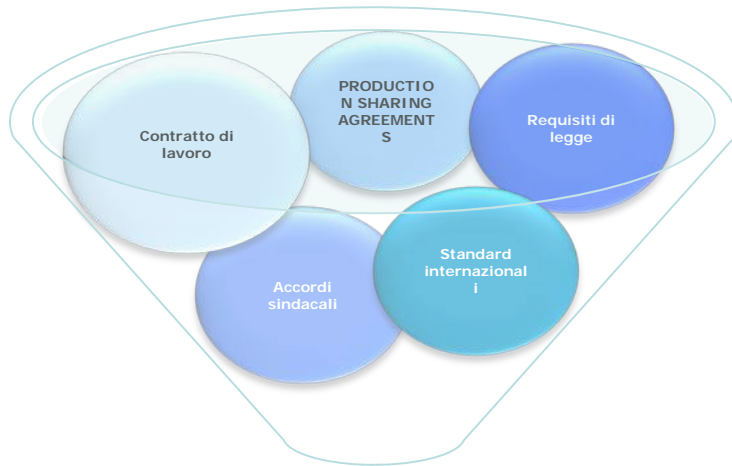 Contratto di
lavoro
PRODUCTIO
N SHARING
AGREEMENT
S
Requisiti di
legge
Accordi
sindacali
Standard
internazional
i